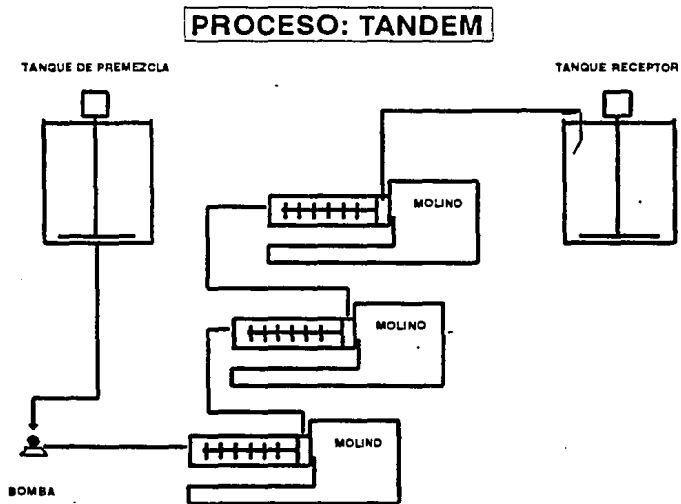 PROCESO: TANDEM
TANQUE DE PREMEZCLA
TANQUE RECEPTOR
MOLINO
MOLINO
MOLINO
BOMBA